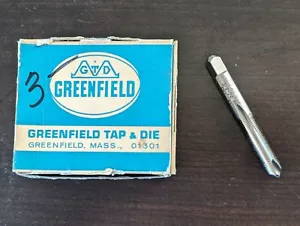 3
GTD
GREENFIELD
GREENFIELD TAP & DIE
GREENFIELD, MASS., 01301